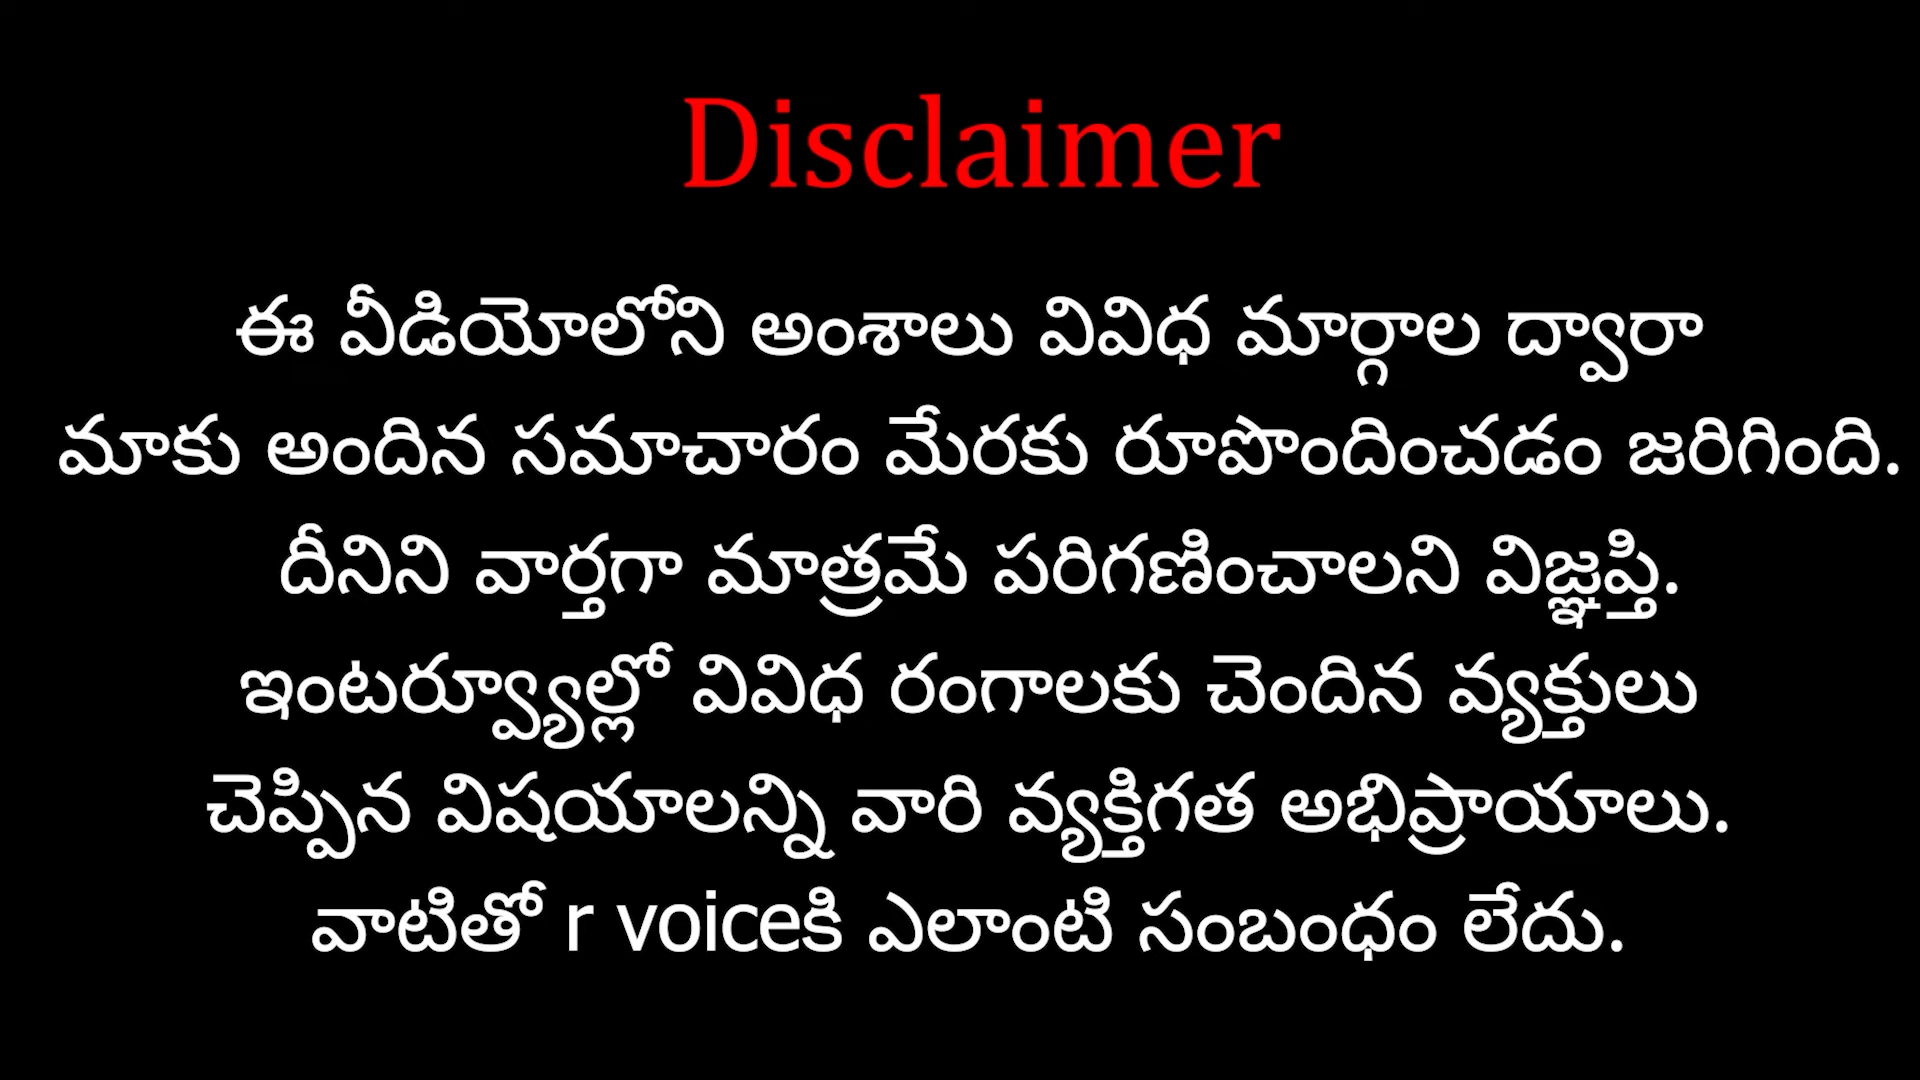 Disclaimer
ఈ వీడియోలోని అంశాలు వివిధ మార్గాల ద్వారా
మాకు అందిన సమాచారం మేరకు రూపొందించడం జరిగింది.
దీనిని వార్తగా మాత్రమే పరిగణించాలని విజ్ఞప్తి.
ఇంటర్వ్యూల్లో వివిధ రంగాలకు చెందిన వ్యక్తులు
చెప్పిన విషయాలన్ని వారి వ్యక్తిగత అభిప్రాయాలు.
వాటితో r voiceకి ఎలాంటి సంబంధం లేదు.